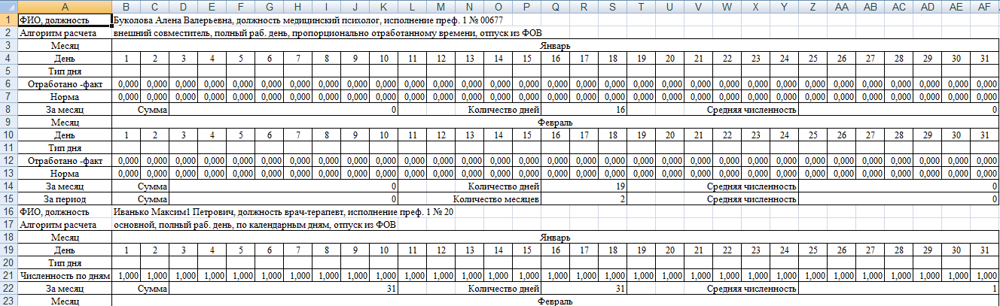 A B C D E F G H I J K L M N O P Q R S T U V W X Y Z AA AB AC AD AE AF
1 ФИО, должность Буколова Алена Валерьевна, должность медицинский психолог, исполнение преф. 1 № 00677
2 Алгоритм расчета внешний совместитель, полный раб. день, пропорционально отработанному времени, отпуск из ФОВ
3 Месяц Январь
4 День 1 2 3 4 5 6 7 8 9 10 11 12 13 14 15 16 17 18 19 20 21 22 23 24 25 26 27 28 29 30 31
5 Тип дня
6 Отработано -факт 0,000 0,000 0,000 0,000 0,000 0,000 0,000 0,000 0,000 0,000 0,000 0,000 0,000 0,000 0,000 0,000 0,000 0,000 0,000 0,000 0,000 0,000 0,000 0,000 0,000 0,000 0,000 0,000 0,000 0,000 0,000
7 Норма 0,000 0,000 0,000 0,000 0,000 0,000 0,000 0,000 0,000 0,000 0,000 0,000 0,000 0,000 0,000 0,000 0,000 0,000 0,000 0,000 0,000 0,000 0,000 0,000 0,000 0,000 0,000 0,000 0,000 0,000 0,000
8 За месяц Сумма 0 Количество дней 16 Средняя численность 0
9 Месяц Февраль
10 День 1 2 3 4 5 6 7 8 9 10 11 12 13 14 15 16 17 18 19 20 21 22 23 24 25 26 27 28 29 30 31
11 Тип дня
12 Отработано -факт 0,000 0,000 0,000 0,000 0,000 0,000 0,000 0,000 0,000 0,000 0,000 0,000 0,000 0,000 0,000 0,000 0,000 0,000 0,000 0,000 0,000 0,000 0,000 0,000 0,000 0,000 0,000 0,000 0,000 0,000 0,000
13 Норма 0,000 0,000 0,000 0,000 0,000 0,000 0,000 0,000 0,000 0,000 0,000 0,000 0,000 0,000 0,000 0,000 0,000 0,000 0,000 0,000 0,000 0,000 0,000 0,000 0,000 0,000 0,000 0,000 0,000 0,000 0,000
14 За месяц Сумма 0 Количество дней 19 Средняя численность 0
15 За период Сумма 0 Количество месяцев 2 Средняя численность 0
16 ФИО, должность Иванько Максим1 Петрович, должность врач-терапевт, исполнение преф. 1 № 20
17 Алгоритм расчета основной, полный раб. день, по календарным дням, отпуск из ФОВ
18 Месяц Январь
19 День 1 2 3 4 5 6 7 8 9 10 11 12 13 14 15 16 17 18 19 20 21 22 23 24 25 26 27 28 29 30 31
20 Тип дня
21 Численность по дням 1,000 1,000 1,000 1,000 1,000 1,000 1,000 1,000 1,000 1,000 1,000 1,000 1,000 1,000 1,000 1,000 1,000 1,000 1,000 1,000 1,000 1,000 1,000 1,000 1,000 1,000 1,000 1,000 1,000 1,000 1,000
22 За месяц Сумма 31 Количество дней 31 Средняя численность 1
23 Месяц Февраль